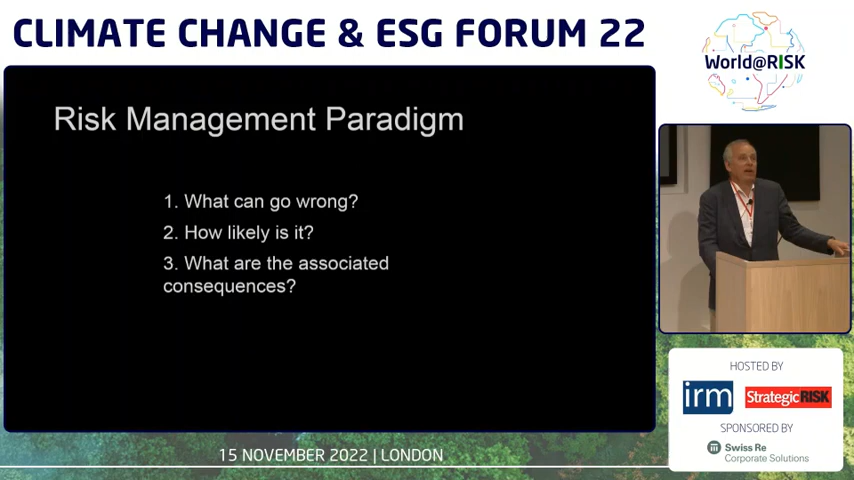 CLIMATE CHANGE & ESG FORUM 22
World@RISK
Risk Management Paradigm
1. What can go wrong?
2. How likely is it?
3. What are the associated
consequences?
HOSTED BY
irm
StrategicRISK
SPONSORED BY
Swiss Re
Corporate Solutions
15 NOVEMBER 2022 | LONDON